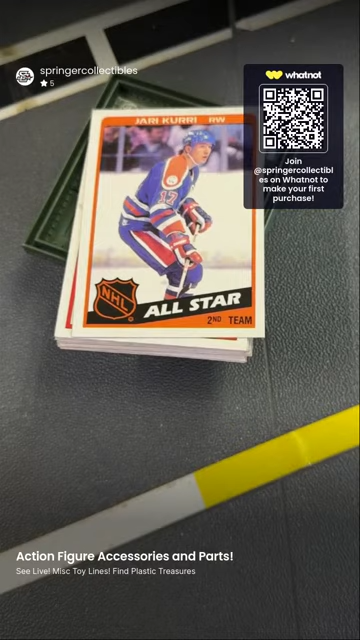 springercollectibles
★ 5
whatnot
Join
@springercollectibl
es on Whatnot to
make your first
purchase!
JARI KURRI RW
17
NHL
ALL STAR
2ND TEAM
Action Figure Accessories and Parts!
See Live! Misc Toy Lines! Find Plastic Treasures